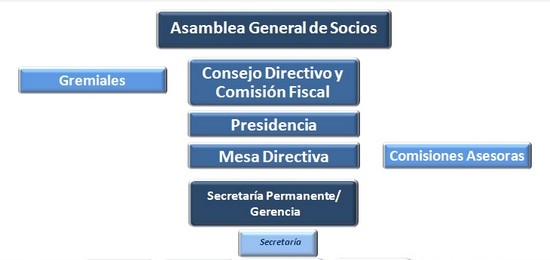 Asamblea General de Socios
Gremiales
Consejo Directivo y
Comisión Fiscal
Presidencia
Mesa Directiva
Comisiones Asesoras
Secretaría Permanente/
Gerencia
Secretaría